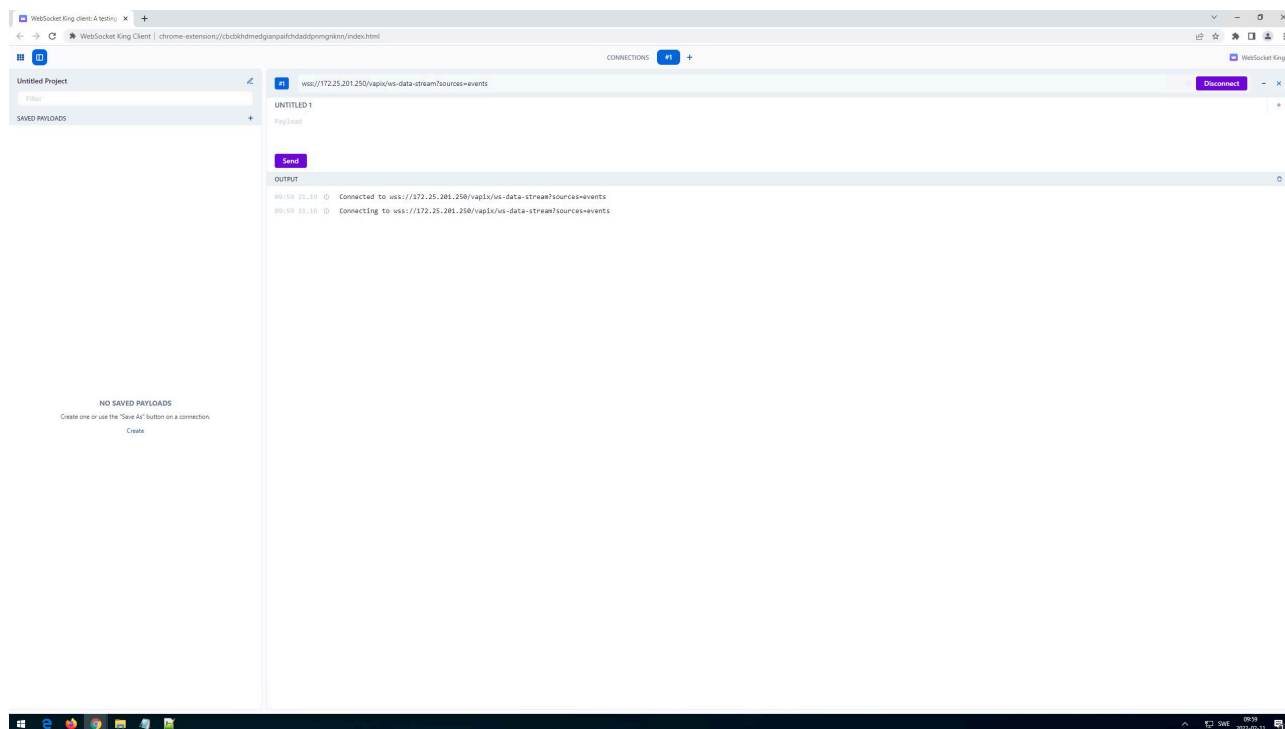 WebSocket King client: A testing
WebSocket King Client | chrome-extension://cbcbkhdmedgianpaifchdaddpnmgnknn/index.html
CONNECTIONS #1 +
WebSocket King
Untitled Project
Filter
SAVED PAYLOADS +
NO SAVED PAYLOADS
Create one or use the "Save As" button on a connection.
Create
#1 wss://172.25.201.250/vapix/ws-data-stream?sources=events
Disconnect
UNTITLED 1
Payload
Send
OUTPUT
Connected to wss://172.25.201.250/vapix/ws-data-stream?sources=events
Connecting to wss://172.25.201.250/vapix/ws-data-stream?sources=events
SWE
09:59
2022-02-11